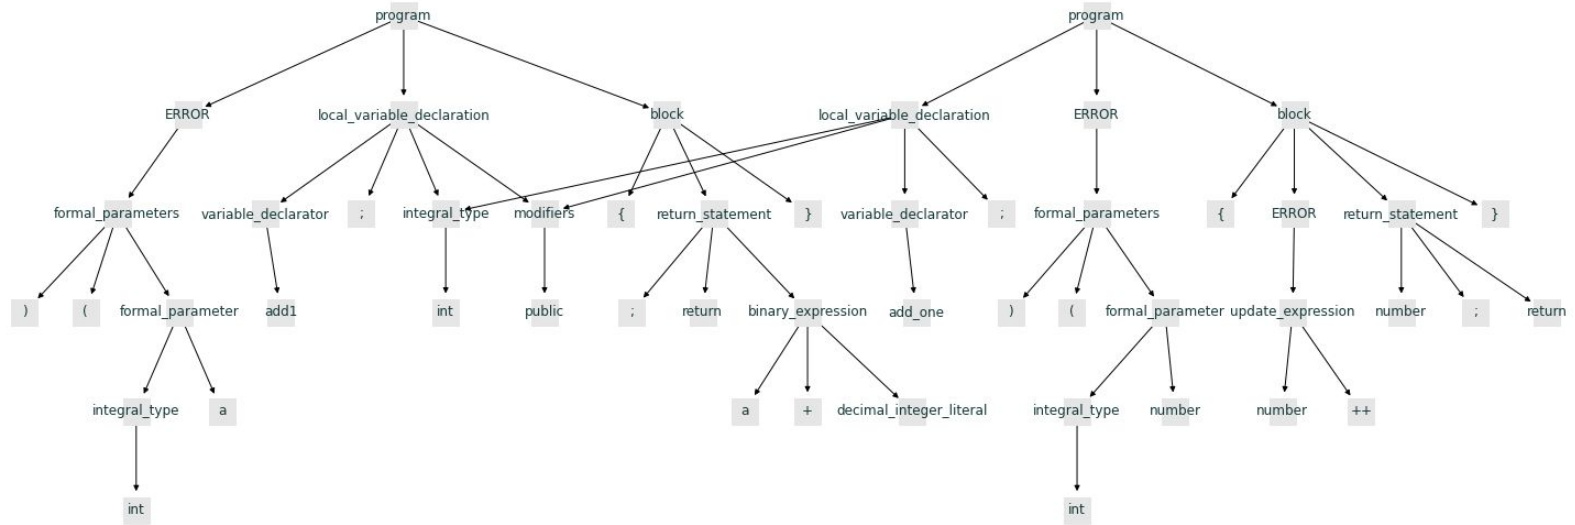 program program
ERROR local_variable_declaration block local_variable_declaration ERROR block
formal_parameters variable_declarator ; integral_type modifiers { return_statement } variable_declarator ; formal_parameters { ERROR return_statement }
) ( formal_parameter add1 int public ; return binary_expression add_one ) ( formal_parameter update_expression number ; return
integral_type a a + decimal_integer_literal integral_type number number ++
int int